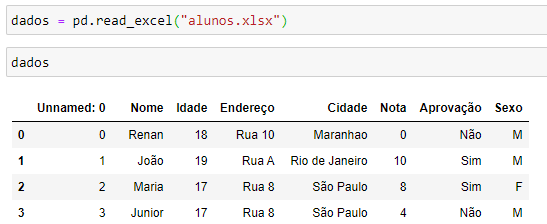 dados = pd.read_excel("alunos.xlsx")
dados
Unnamed: 0 Nome Idade Endereço Cidade Nota Aprovação Sexo
0 0 Renan 18 Rua 10 Maranhao 0 Não M
1 1 João 19 Rua A Rio de Janeiro 10 Sim M
2 2 Maria 17 Rua 8 São Paulo 8 Sim F
3 3 Junior 17 Rua 8 São Paulo 4 Não M